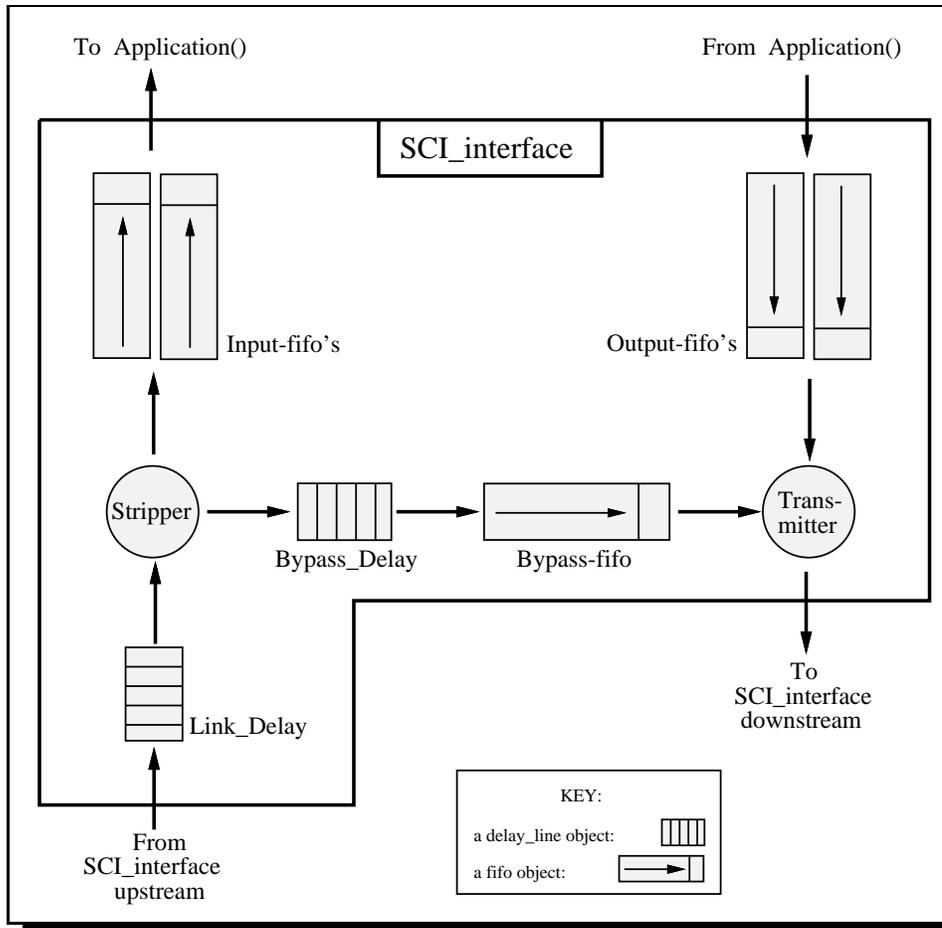 To Application()
From Application()
SCI_interface
Input-fifo's
Output-fifo's
Stripper
Bypass_Delay
Bypass-fifo
Trans-
mitter
Link_Delay
To
SCI_interface
downstream
From
SCI_interface
upstream
KEY:
a delay_line object:
a fifo object: